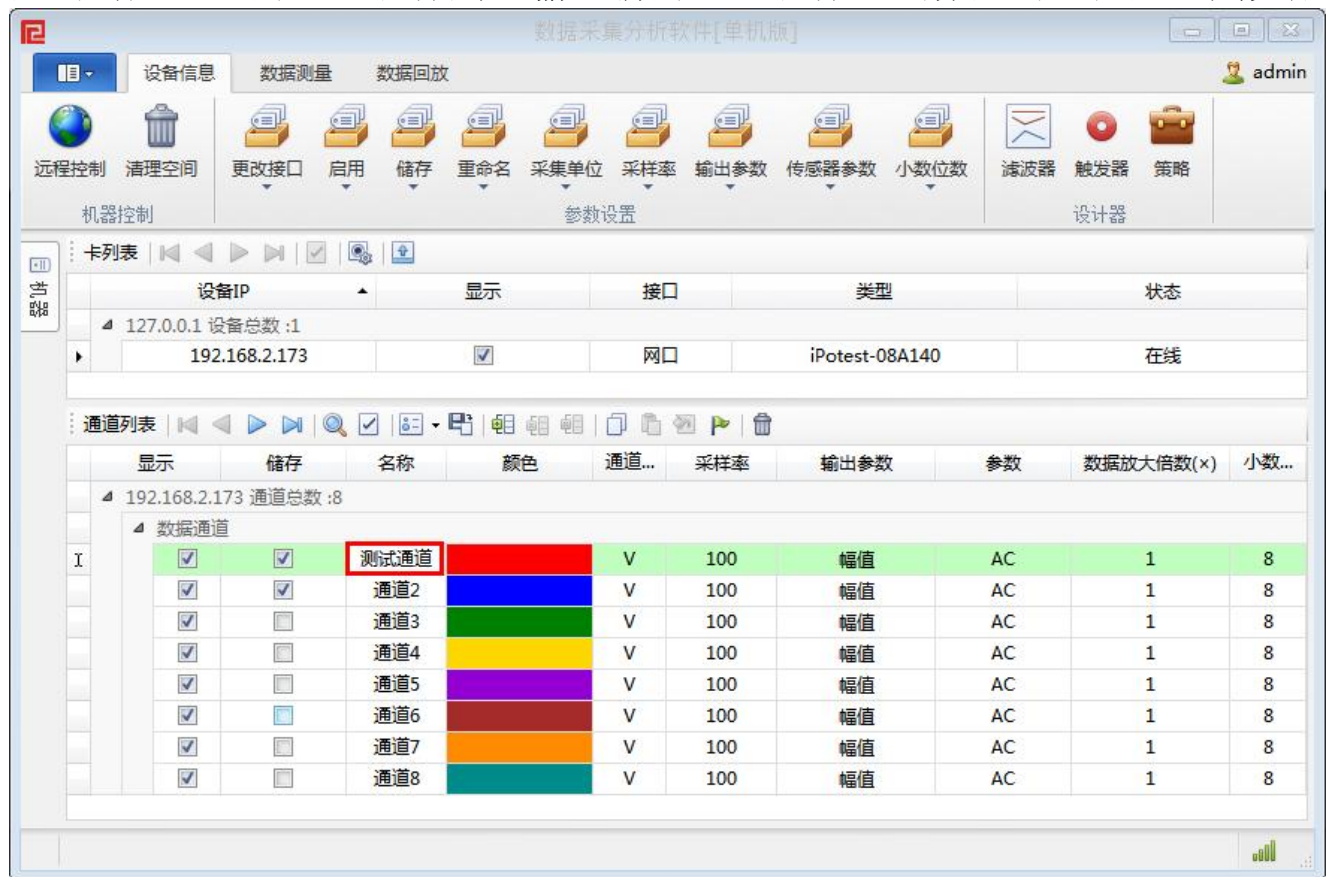 数据采集分析软件[单机版]
设备信息 数据测量 数据回放 admin
远程控制 清理空间 更改接口 启用 储存 重命名 采集单位 采样率 输出参数 传感器参数 小数位数 滤波器 触发器 策略
机器控制 参数设置 设计器
机器
卡列表
设备IP 显示 接口 类型 状态
127.0.0.1 设备总数 :1
192.168.2.173 网口 iPotest-08A140 在线
通道列表
显示 储存 名称 颜色 通道... 采样率 输出参数 参数 数据放大倍数(×) 小数...
192.168.2.173 通道总数 :8
数据通道
测试通道 V 100 幅值 AC 1 8
通道2 V 100 幅值 AC 1 8
通道3 V 100 幅值 AC 1 8
通道4 V 100 幅值 AC 1 8
通道5 V 100 幅值 AC 1 8
通道6 V 100 幅值 AC 1 8
通道7 V 100 幅值 AC 1 8
通道8 V 100 幅值 AC 1 8